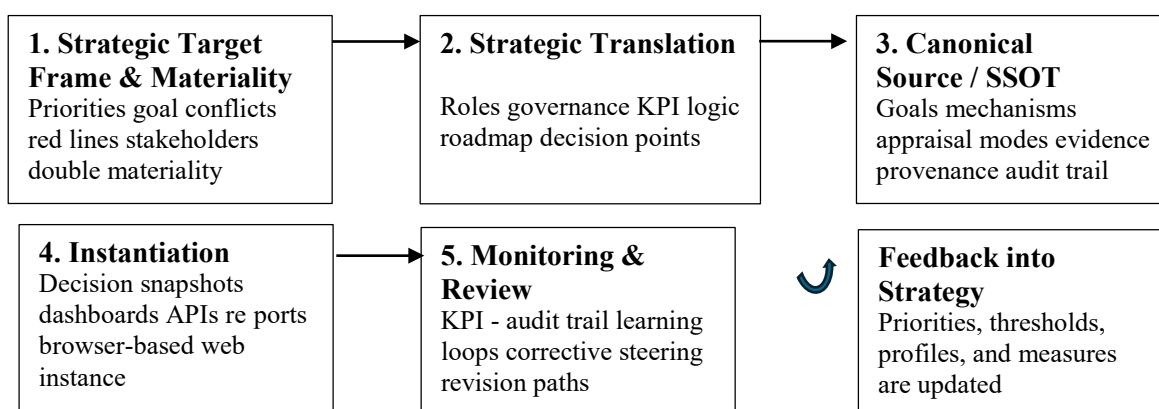 1. Strategic Target
Frame & Materiality
Priorities goal conflicts
red lines stakeholders
double materiality
2. Strategic Translation
Roles governance KPI logic
roadmap decision points
3. Canonical
Source / SSOT
Goals mechanisms
appraisal modes evidence
provenance audit trail
4. Instantiation
Decision snapshots
dashboards APIs re ports
browser-based web
instance
5. Monitoring &
Review
KPI - audit trail learning
loops corrective steering
revision paths
Feedback into
Strategy
Priorities, thresholds,
profiles, and measures
are updated